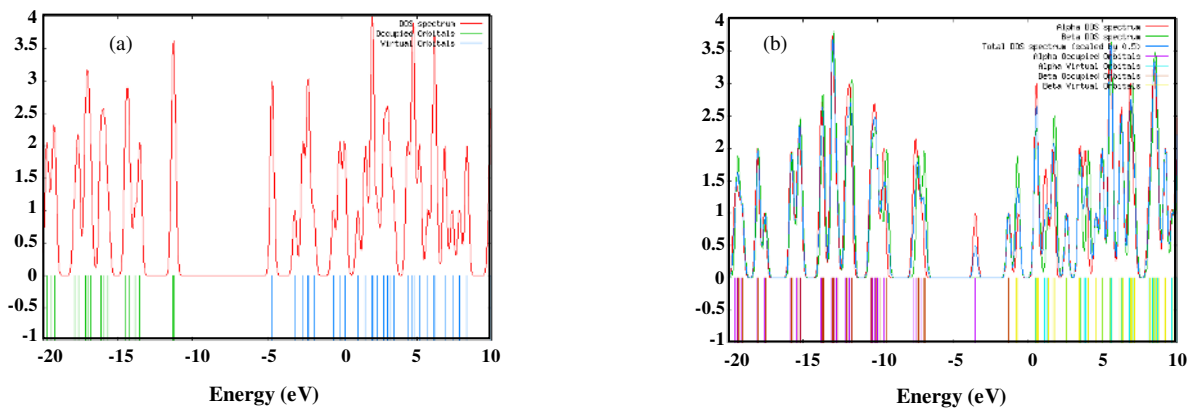 (a)
DOS spectrum
Occupied Orbitals
Virtual Orbitals
4
3.5
3
2.5
2
1.5
1
0.5
0
-0.5
-1
-20 -15 -10 -5 0 5 10
Energy (eV)
(b)
Alpha DOS spectrum
Beta DOS spectrum
Total DOS spectrum (scaled by 0.5)
Alpha Occupied Orbitals
Alpha Virtual Orbitals
Beta Occupied Orbitals
Beta Virtual Orbitals
4
3.5
3
2.5
2
1.5
1
0.5
0
-0.5
-1
-20 -15 -10 -5 0 5 10
Energy (eV)